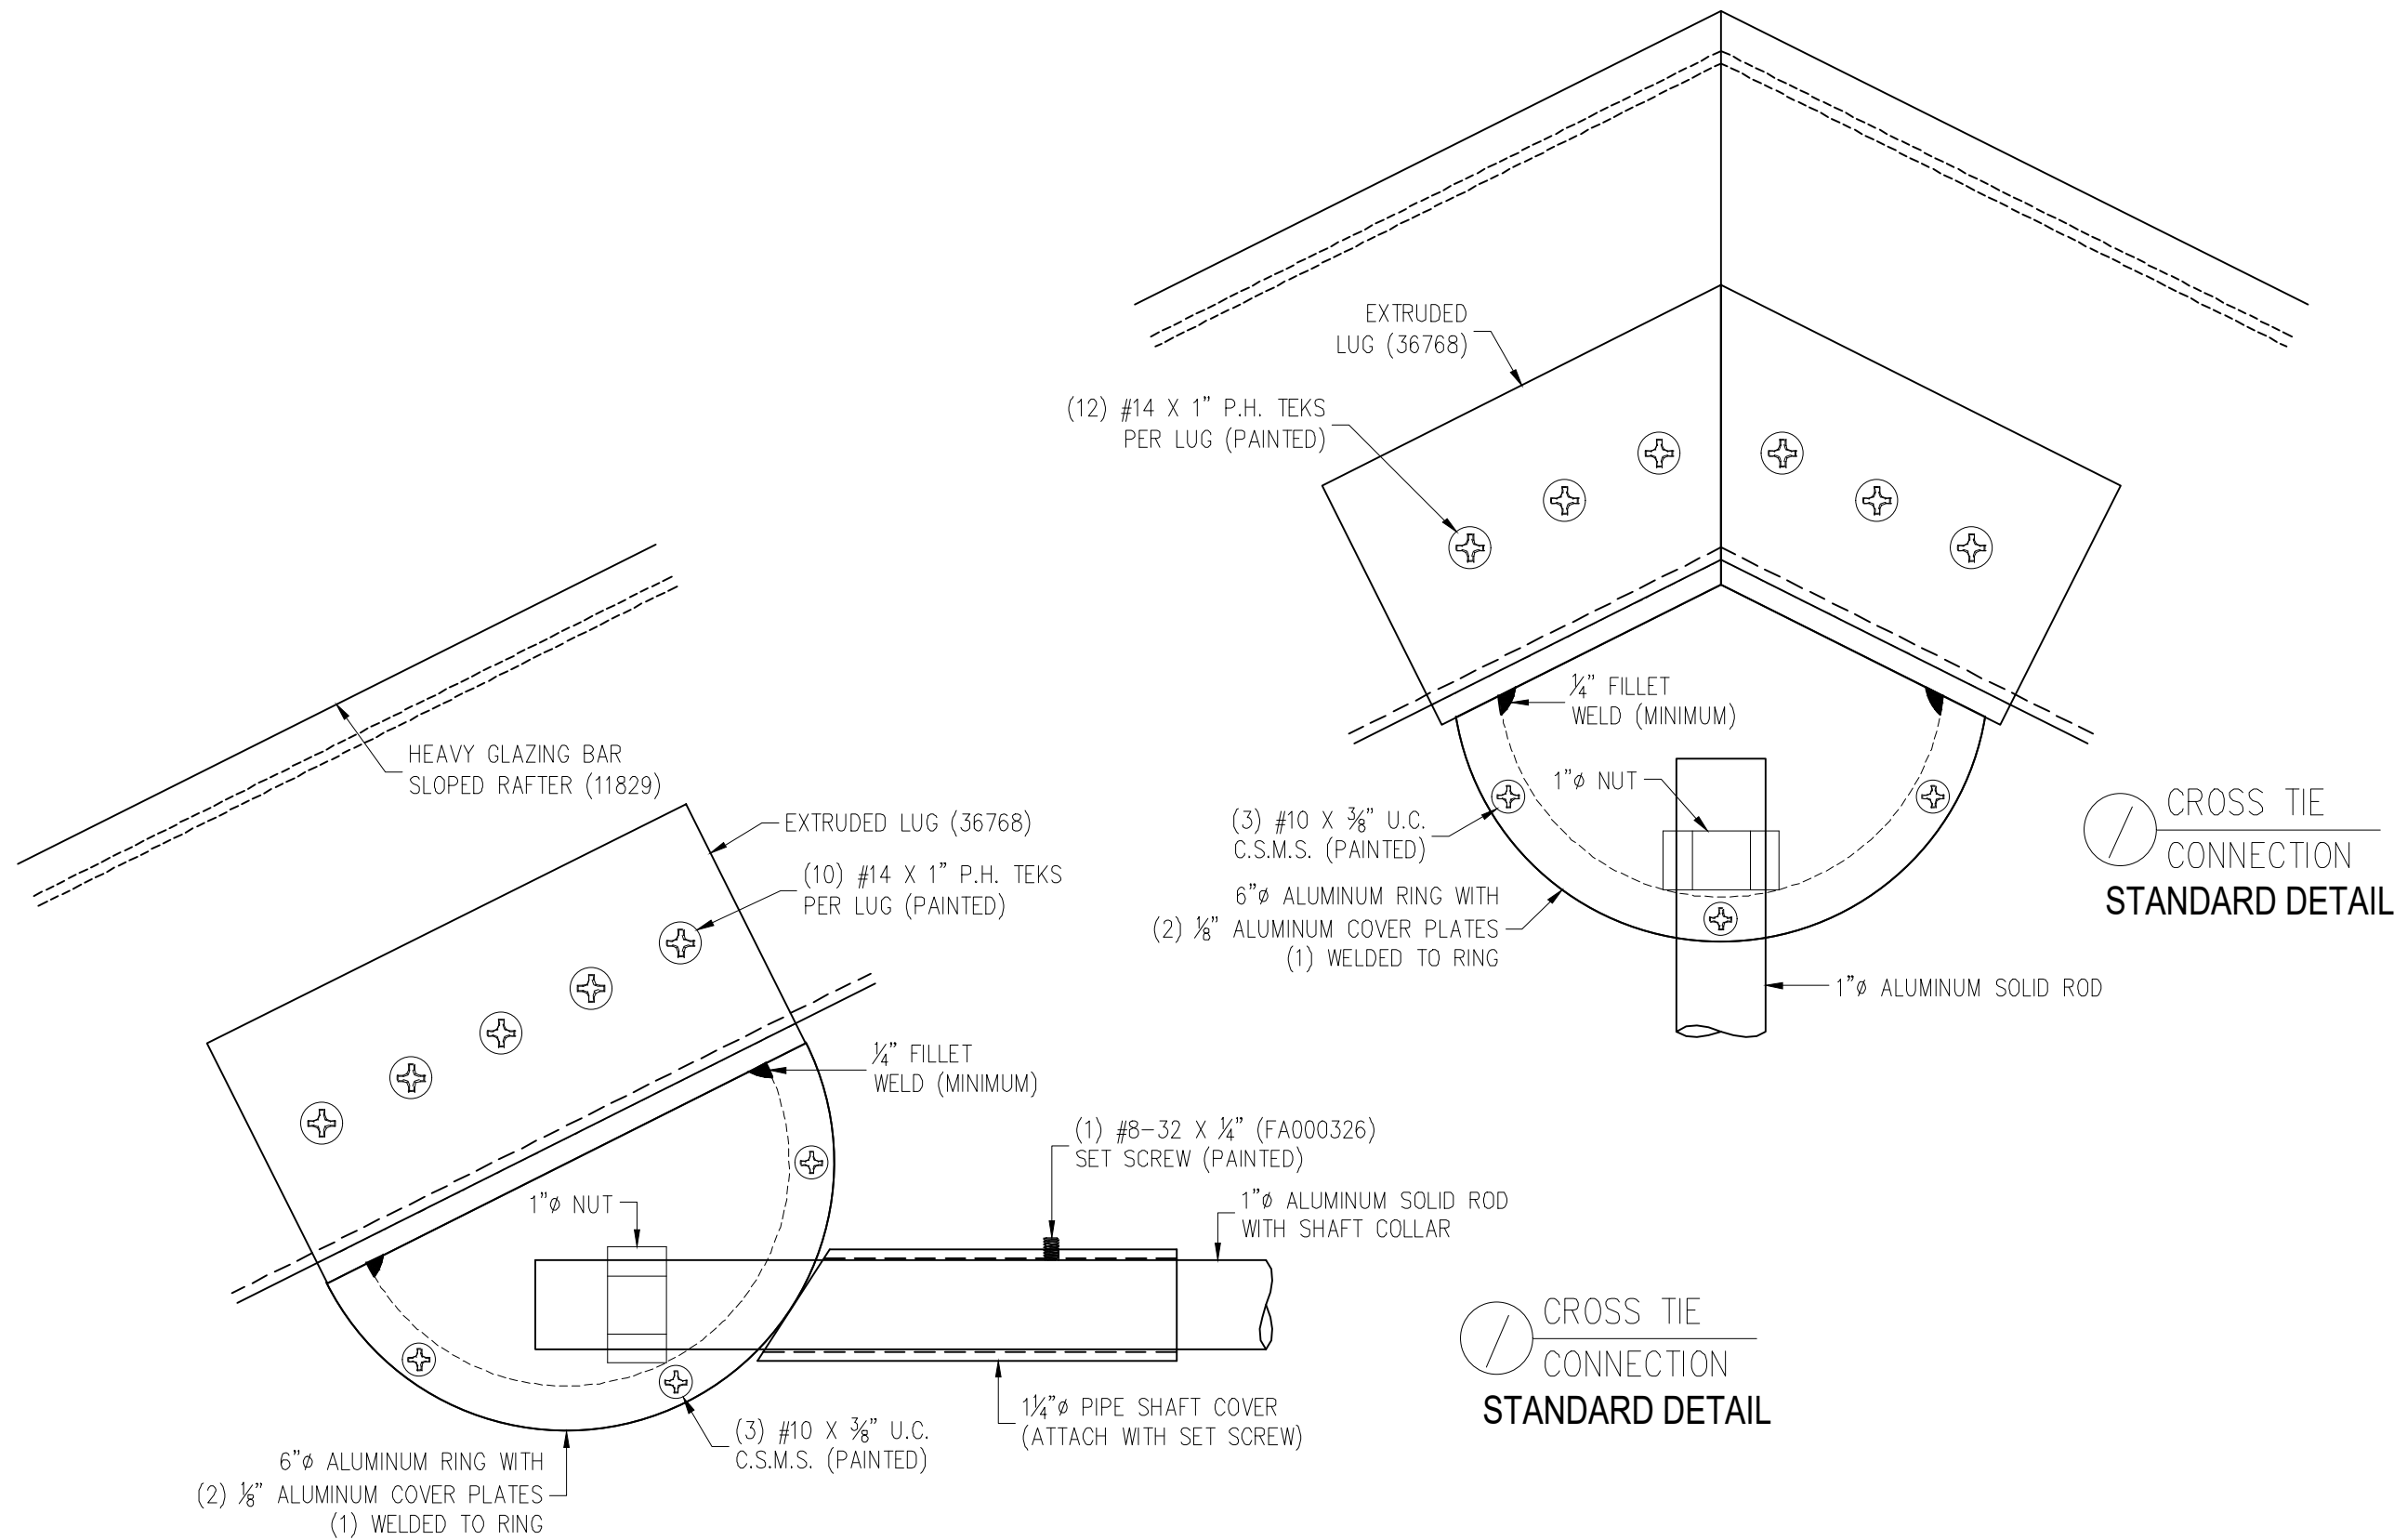 EXTRUDED
LUG (36768)
(12) #14 X 1" P.H. TEKS
PER LUG (PAINTED)
¼" FILLET
WELD (MINIMUM)
1"ø NUT
(3) #10 X ⅜" U.C.
C.S.M.S. (PAINTED)
6"ø ALUMINUM RING WITH
(2) ⅛" ALUMINUM COVER PLATES
(1) WELDED TO RING
1"ø ALUMINUM SOLID ROD
CROSS TIE
CONNECTION
STANDARD DETAIL
HEAVY GLAZING BAR
SLOPED RAFTER (11829)
EXTRUDED LUG (36768)
(10) #14 X 1" P.H. TEKS
PER LUG (PAINTED)
¼" FILLET
WELD (MINIMUM)
(1) #8-32 X ¼" (FA000326)
SET SCREW (PAINTED)
1"ø NUT
1"ø ALUMINUM SOLID ROD
WITH SHAFT COLLAR
1¼"ø PIPE SHAFT COVER
(ATTACH WITH SET SCREW)
(3) #10 X ⅜" U.C.
C.S.M.S. (PAINTED)
6"ø ALUMINUM RING WITH
(2) ⅛" ALUMINUM COVER PLATES
(1) WELDED TO RING
CROSS TIE
CONNECTION
STANDARD DETAIL